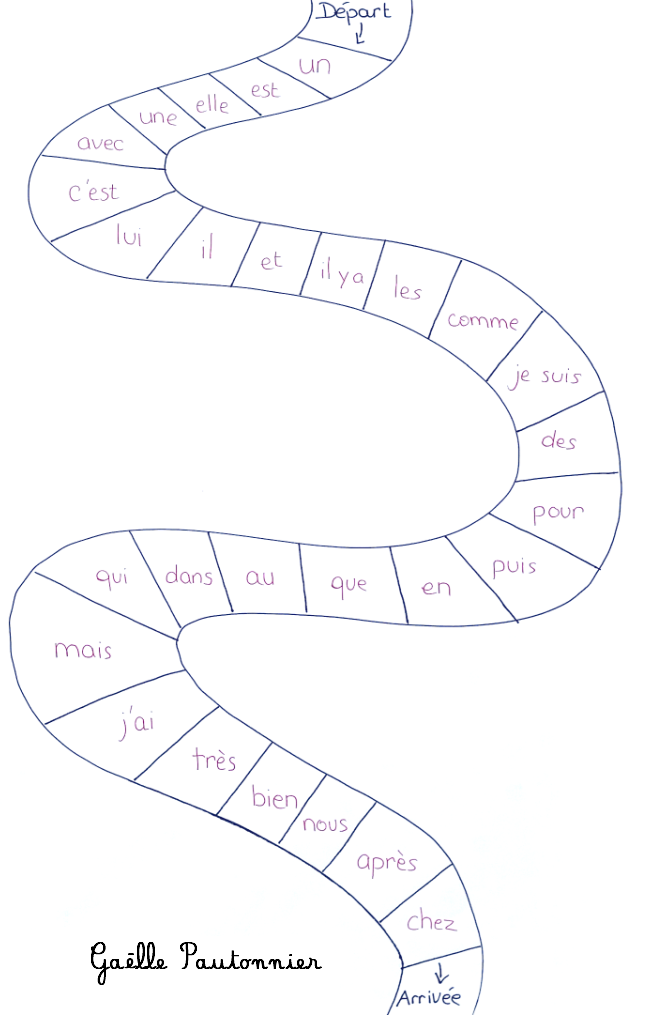 Départ
un
est
elle
une
avec
c'est
lui
il
et
il y a
les
comme
je suis
des
pour
puis
en
que
au
dans
qui
mais
j'ai
très
bien
nous
après
chez
Arrivée
Gaëlle Pautonnier